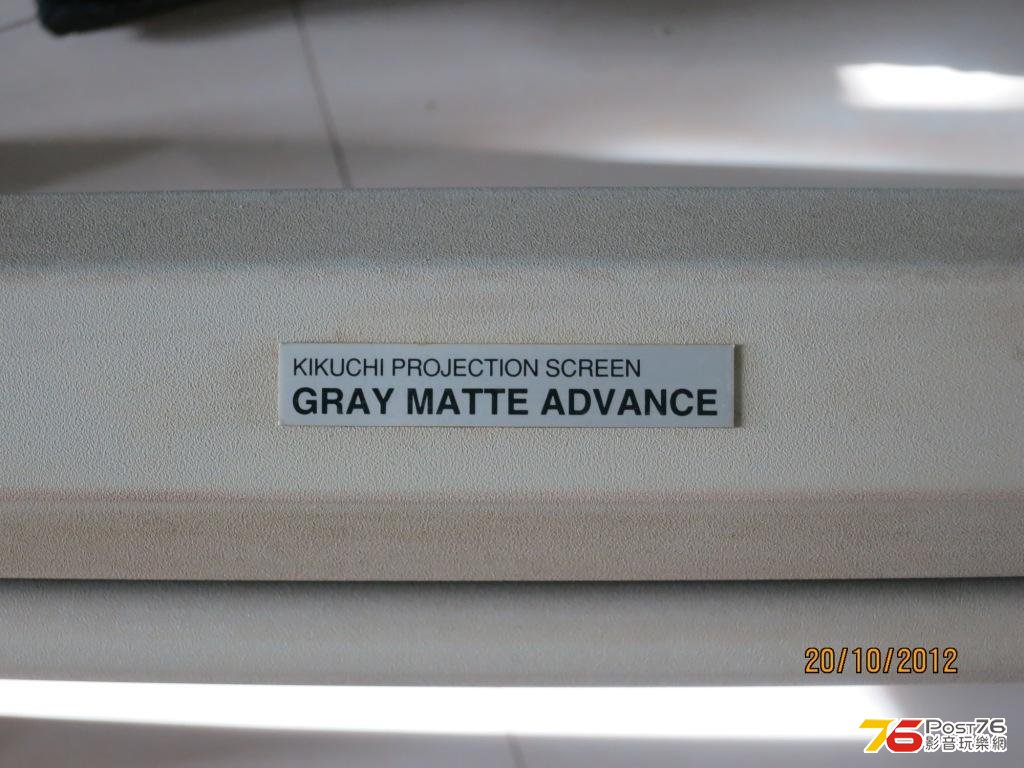 KIKUCHI PROJECTION SCREEN
GRAY MATTE ADVANCE
20/10/2012
76 Post76
影音玩樂網